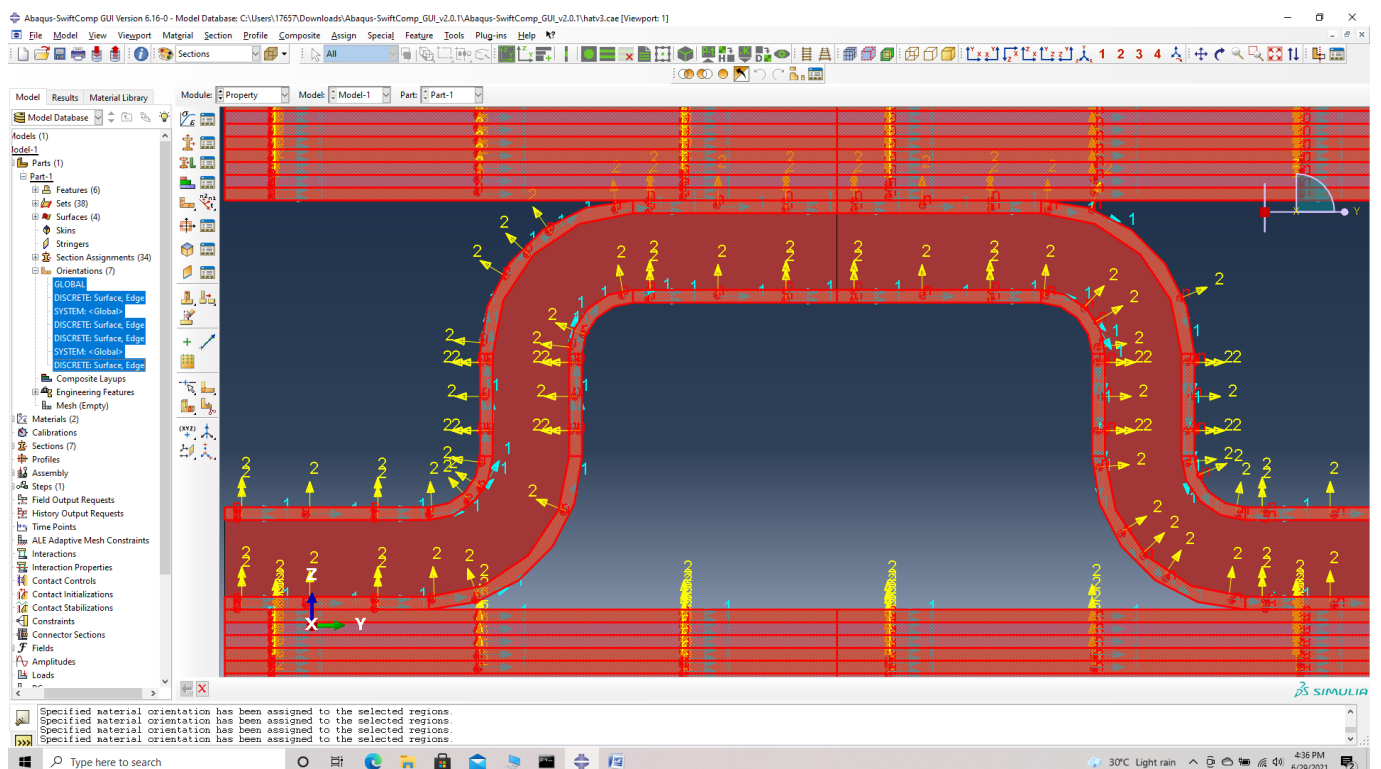 Abaqus-SwiftComp GUI Version 6.16-0 - Model Database: C:\Users\17657\Downloads\Abaqus-SwiftComp_GUI_v2.0.1\Abaqus-SwiftComp_GUI_v2.0.1\hatv3.cae [Viewport: 1]
File Model View Viewport Material Section Profile Composite Assign Special Feature Tools Plug-ins Help
Sections All 1 2 3 4
Model Results Material Library Module: Property Model: Model-1 Part: Part-1
Model Database
Models (1)
lodel-1
Parts (1)
Part-1
Features (6)
Sets (38)
Surfaces (4)
Skins
Stringers
Section Assignments (34)
Orientations (7)
GLOBAL
DISCRETE: Surface, Edge
SYSTEM: <Global>
DISCRETE: Surface, Edge
DISCRETE: Surface, Edge
SYSTEM: <Global>
DISCRETE: Surface, Edge
Composite Layups
Engineering Features
Mesh (Empty)
Materials (2)
Calibrations
Sections (7)
Profiles
Assembly
Steps (1)
Field Output Requests
History Output Requests
Time Points
ALE Adaptive Mesh Constraints
Interactions
Interaction Properties
Contact Controls
Contact Initializations
Contact Stabilizations
Constraints
Connector Sections
Fields
Amplitudes
Loads
Z
X Y
X Y
SIMULIA
Specified material orientation has been assigned to the selected regions.
Specified material orientation has been assigned to the selected regions.
Specified material orientation has been assigned to the selected regions.
Specified material orientation has been assigned to the selected regions.
Type here to search
30°C Light rain
4:36 PM
6/29/2021